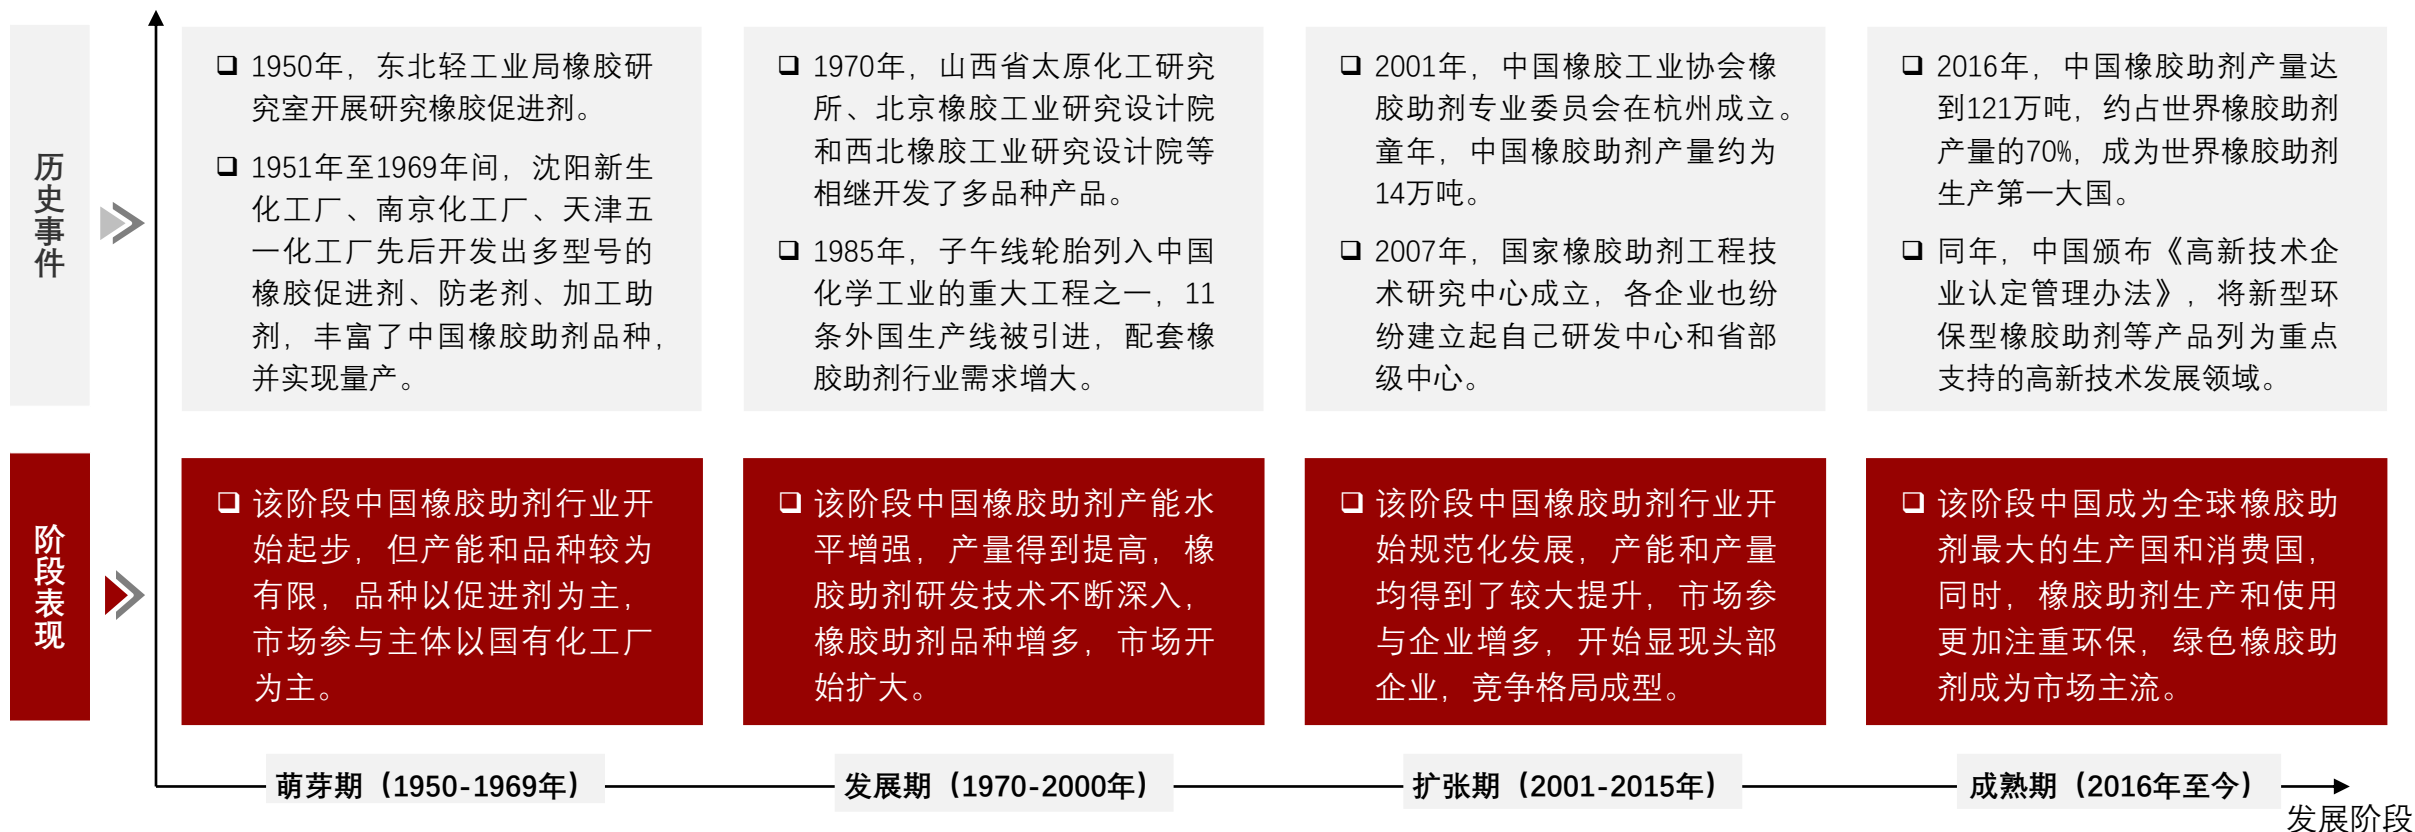 历史事件
❑ 1950年，东北轻工业局橡胶研
究室开展研究橡胶促进剂。
❑ 1951年至1969年间，沈阳新生
化工厂、南京化工厂、天津五
一化工厂先后开发出多型号的
橡胶促进剂、防老剂、加工助
剂，丰富了中国橡胶助剂品种，
并实现量产。
❑ 1970年，山西省太原化工研究
所、北京橡胶工业研究设计院
和西北橡胶工业研究设计院等
相继开发了多品种产品。
❑ 1985年，子午线轮胎列入中国
化学工业的重大工程之一，11
条外国生产线被引进，配套橡
胶助剂行业需求增大。
❑ 2001年，中国橡胶工业协会橡
胶助剂专业委员会在杭州成立。
童年，中国橡胶助剂产量约为
14万吨。
❑ 2007年，国家橡胶助剂工程技
术研究中心成立，各企业也纷
纷建立起自己研发中心和省部
级中心。
❑ 2016年，中国橡胶助剂产量达
到121万吨，约占世界橡胶助剂
产量的70%，成为世界橡胶助剂
生产第一大国。
❑ 同年，中国颁布《高新技术企
业认定管理办法》，将新型环
保型橡胶助剂等产品列为重点
支持的高新技术发展领域。
阶段表现
❑ 该阶段中国橡胶助剂行业开
始起步，但产能和品种较为
有限，品种以促进剂为主，
市场参与主体以国有化工厂
为主。
❑ 该阶段中国橡胶助剂产能水
平增强，产量得到提高，橡
胶助剂研发技术不断深入，
橡胶助剂品种增多，市场开
始扩大。
❑ 该阶段中国橡胶助剂行业开
始规范化发展，产能和产量
均得到了较大提升，市场参
与企业增多，开始显现头部
企业，竞争格局成型。
❑ 该阶段中国成为全球橡胶助
剂最大的生产国和消费国，
同时，橡胶助剂生产和使用
更加注重环保，绿色橡胶助
剂成为市场主流。
萌芽期（1950-1969年）
发展期（1970-2000年）
扩张期（2001-2015年）
成熟期（2016年至今）
发展阶段